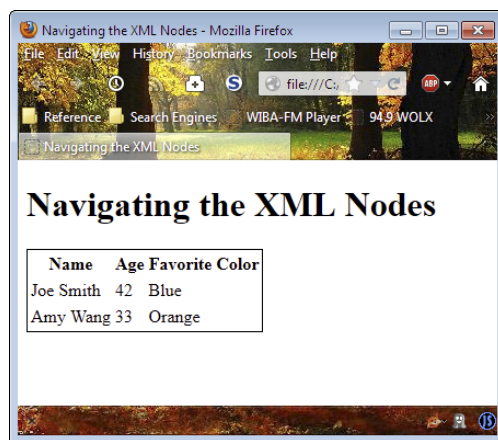 Navigating the XML Nodes - Mozilla Firefox
File Edit View History Bookmarks Tools Help
S file:///C: ABP
Reference Search Engines WIBA-FM Player 94.9 WOLX
Navigating the XML Nodes
Navigating the XML Nodes
Name Age Favorite Color
Joe Smith 42 Blue
Amy Wang 33 Orange
JS